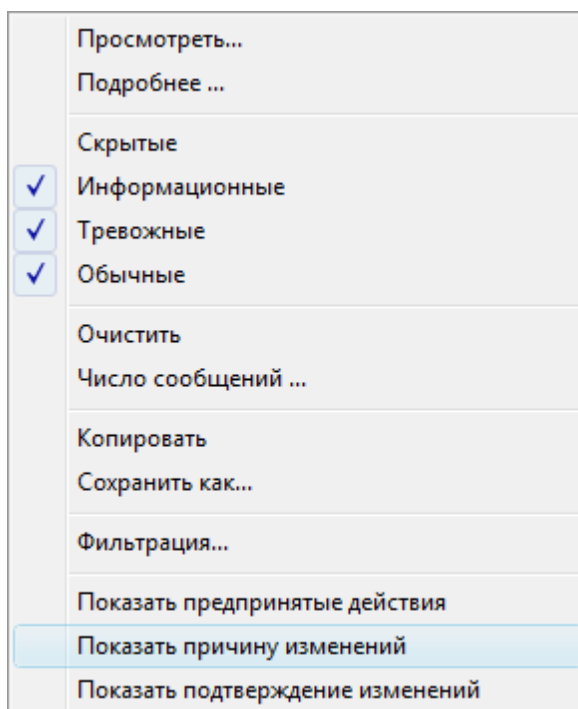 Просмотреть...
Подробнее ...
Скрытые
Информационные
Тревожные
Обычные
Очистить
Число сообщений ...
Копировать
Сохранить как...
Фильтрация...
Показать предпринятые действия
Показать причину изменений
Показать подтверждение изменений